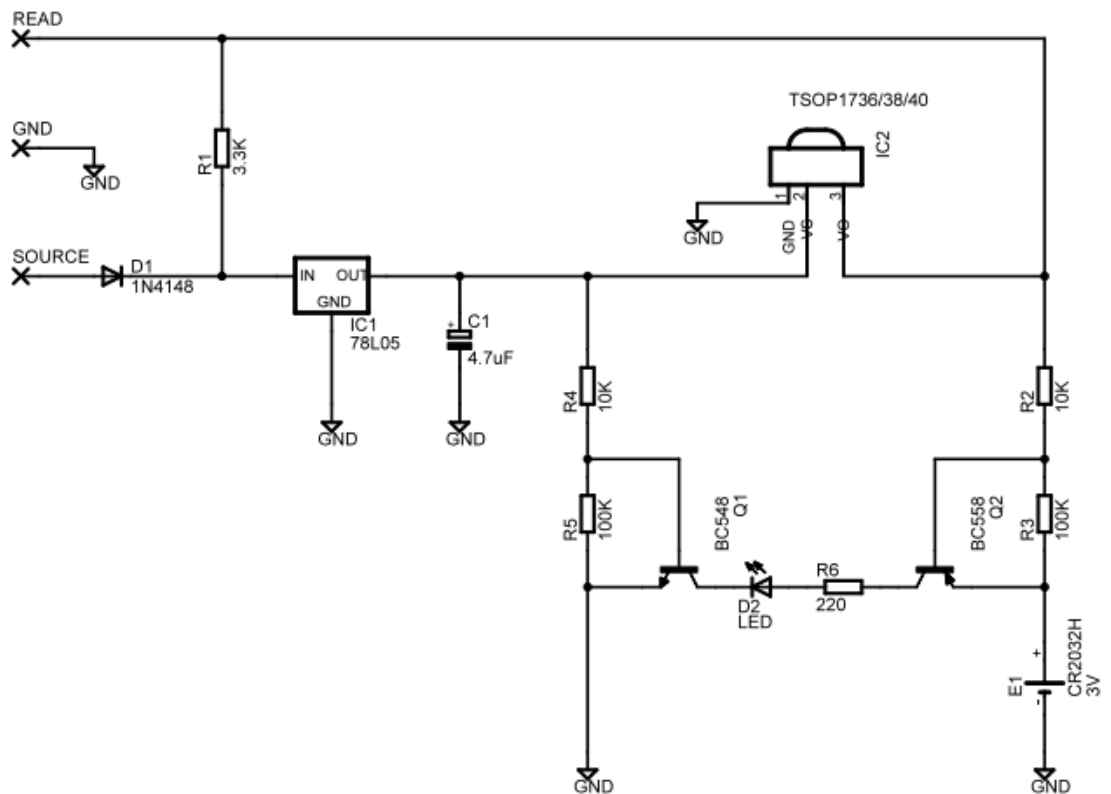 READ
TSOP1736/38/40
IC2
GND
R1
3.3K
GND
1
2
3
GND
VS
VO
GND
SOURCE
D1
1N4148
IN
OUT
GND
IC1
78L05
+
C1
4.7uF
GND
GND
R4
10K
R2
10K
R5
100K
BC548
Q1
BC558
Q2
R3
100K
D2
LED
R6
220
E1
+
-
CR2032H
3V
GND
GND